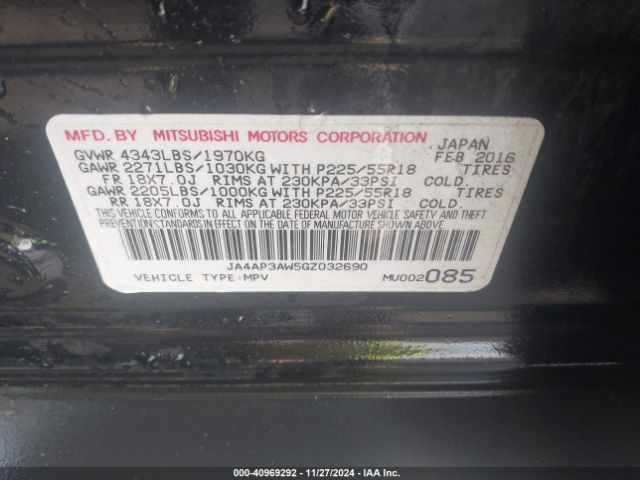 MFD. BY MITSUBISHI MOTORS CORPORATION JAPAN
GVWR 4343LBS/1970KG FEB 2016
GAWR 2271LBS/1030KG WITH P225/55R18 TIRES
FR 18X7.0J RIMS AT 230KPA/33PSI COLD.
GAWR 2205LBS/1000KG WITH P225/55R18 TIRES
RR 18X7.0J RIMS AT 230KPA/33PSI COLD.
THIS VEHICLE CONFORMS TO ALL APPLICABLE FEDERAL MOTOR VEHICLE SAFETY AND THEFT
PREVENTION STANDARDS IN EFFECT ON THE DATE OF MANUFACTURE SHOWN ABOVE.
JA4AP3AW5GZ032690
VEHICLE TYPE:MPV MU002085
000-40969292 — 11/27/2024 — IAAI.COM